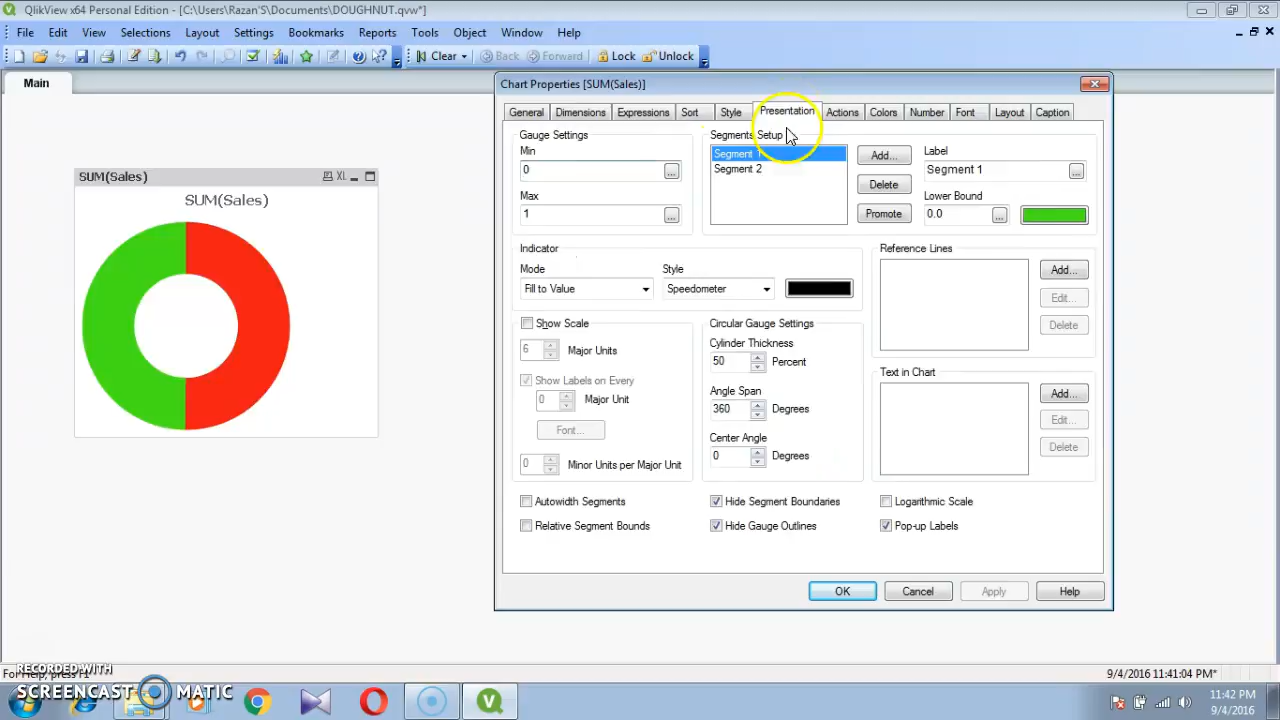 QlikView x64 Personal Edition - [C:\Users\Razan'S\Documents\DOUGHNUT.qvw*]
File Edit View Selections Layout Settings Bookmarks Reports Tools Object Window Help
Clear Back Forward Lock Unlock
Main
SUM(Sales) XL
SUM(Sales)
Chart Properties [SUM(Sales)]
General Dimensions Expressions Sort Style Presentation Actions Colors Number Font Layout Caption
Gauge Settings
Min
0 ...
Max
1 ...
Segments Setup
Segment 1
Segment 2
Add...
Delete
Promote
Label
Segment 1 ...
Lower Bound
0.0 ...
Indicator
Mode
Fill to Value
Style
Speedometer
Reference Lines
Add...
Edit...
Delete
Show Scale
6 Major Units
Show Labels on Every
0 Major Unit
Font...
0 Minor Units per Major Unit
Circular Gauge Settings
Cylinder Thickness
50 Percent
Angle Span
360 Degrees
Center Angle
0 Degrees
Text in Chart
Add...
Edit...
Delete
Autowidth Segments
Relative Segment Bounds
Hide Segment Boundaries
Hide Gauge Outlines
Logarithmic Scale
Pop-up Labels
OK Cancel Apply Help
For Help, press F1
9/4/2016 11:41:04 PM*
RECORDED WITH
SCREENCAST MATIC
11:42 PM
9/4/2016